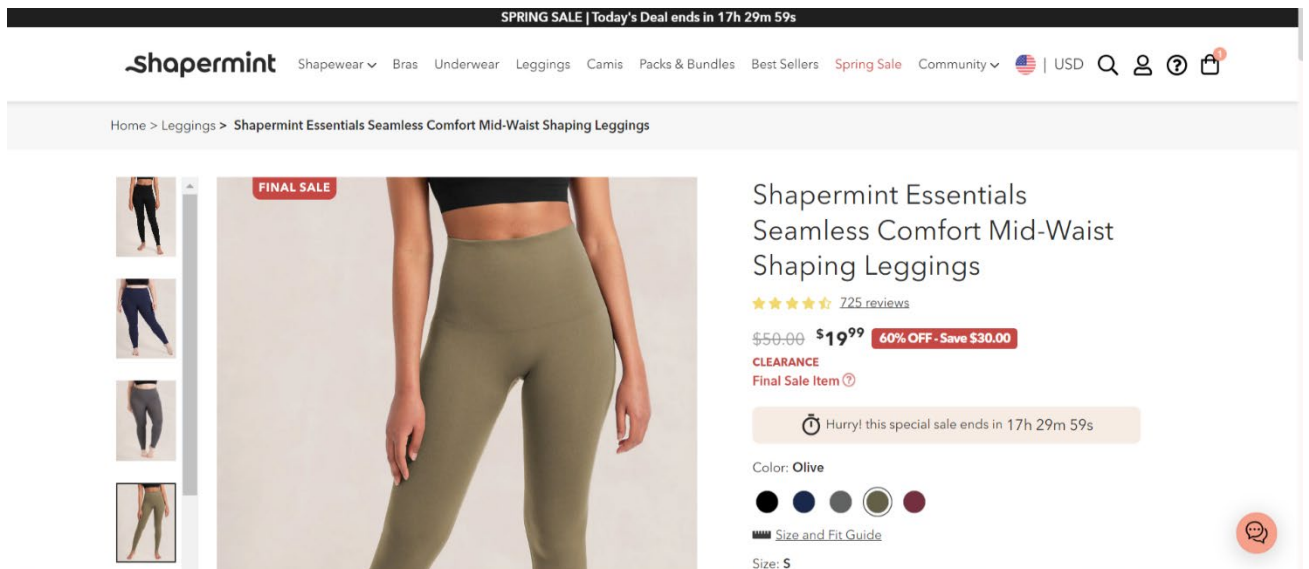 SPRING SALE | Today's Deal ends in 17h 29m 59s
Shapermint Shapewear Bras Underwear Leggings Camis Packs & Bundles Best Sellers Spring Sale Community | USD 1
Home > Leggings > Shapermint Essentials Seamless Comfort Mid-Waist Shaping Leggings
FINAL SALE
Shapermint Essentials
Seamless Comfort Mid-Waist
Shaping Leggings
725 reviews
$50.00 $1999 60% OFF - Save $30.00
CLEARANCE
Final Sale Item
Hurry! this special sale ends in 17h 29m 59s
Color: Olive
Size and Fit Guide
Size: S